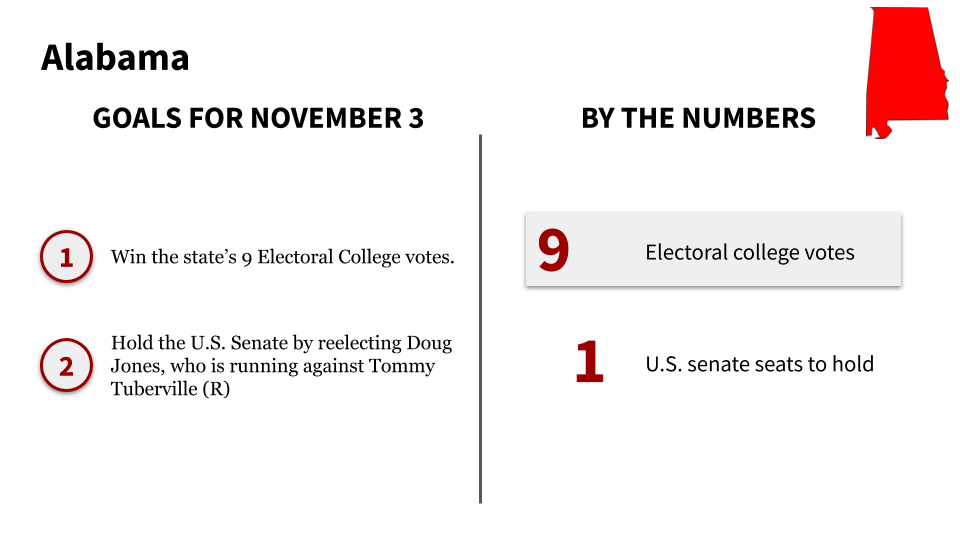 Alabama
GOALS FOR NOVEMBER 3
1
Win the state’s 9 Electoral College votes.
2
Hold the U.S. Senate by reelecting Doug
Jones, who is running against Tommy
Tuberville (R)
BY THE NUMBERS
9
Electoral college votes
1
U.S. senate seats to hold